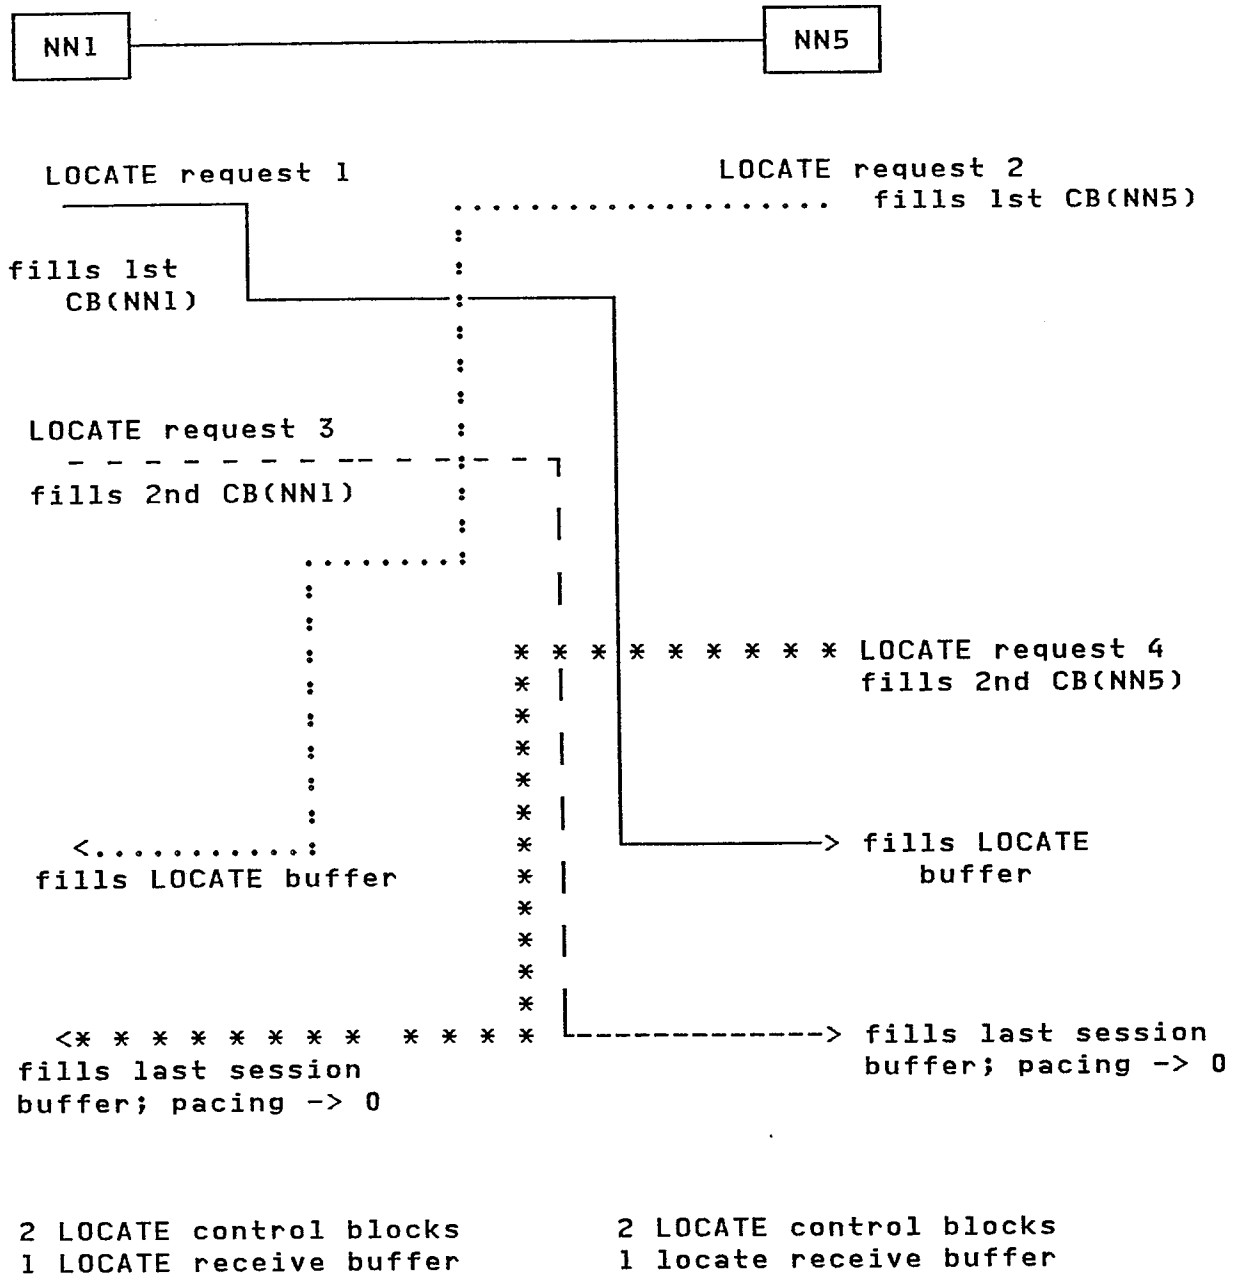 NN1
NN5
LOCATE request 1
LOCATE request 2
fills 1st CB(NN5)
fills 1st
CB(NN1)
LOCATE request 3
fills 2nd CB(NN1)
LOCATE request 4
fills 2nd CB(NN5)
fills LOCATE
buffer
fills LOCATE buffer
fills last session
buffer; pacing -> 0
fills last session
buffer; pacing -> 0
2 LOCATE control blocks
1 LOCATE receive buffer
2 LOCATE control blocks
1 locate receive buffer